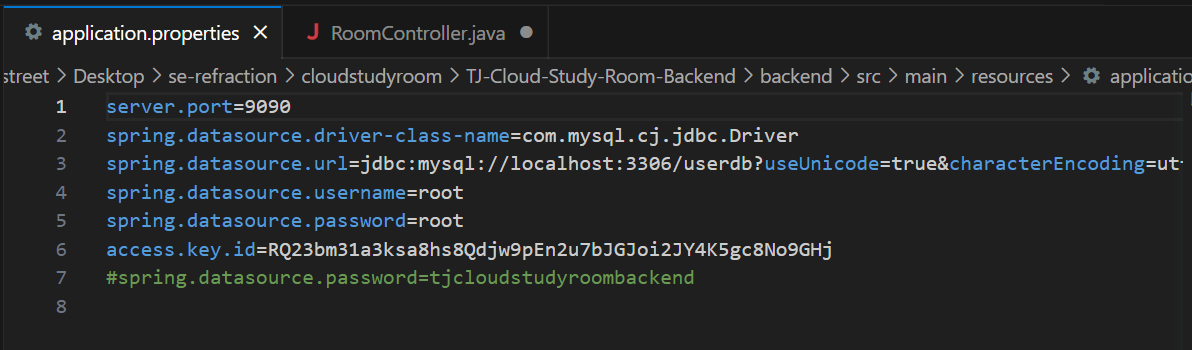 application.properties RoomController.java
street > Desktop > se-refraction > cloudstudyroom > TJ-Cloud-Study-Room-Backend > backend > src > main > resources >
1 server.port=9090
2 spring.datasource.driver-class-name=com.mysql.cj.jdbc.Driver
3 spring.datasource.url=jdbc:mysql://localhost:3306/userdb?useUnicode=true&characterEncoding=ut
4 spring.datasource.username=root
5 spring.datasource.password=root
6 access.key.id=RQ23bm31a3ksa8hs8Qdjw9pEn2u7bJGJoi2JY4K5gc8No9GHj
7 #spring.datasource.password=tjcloudstudyroombackend
8